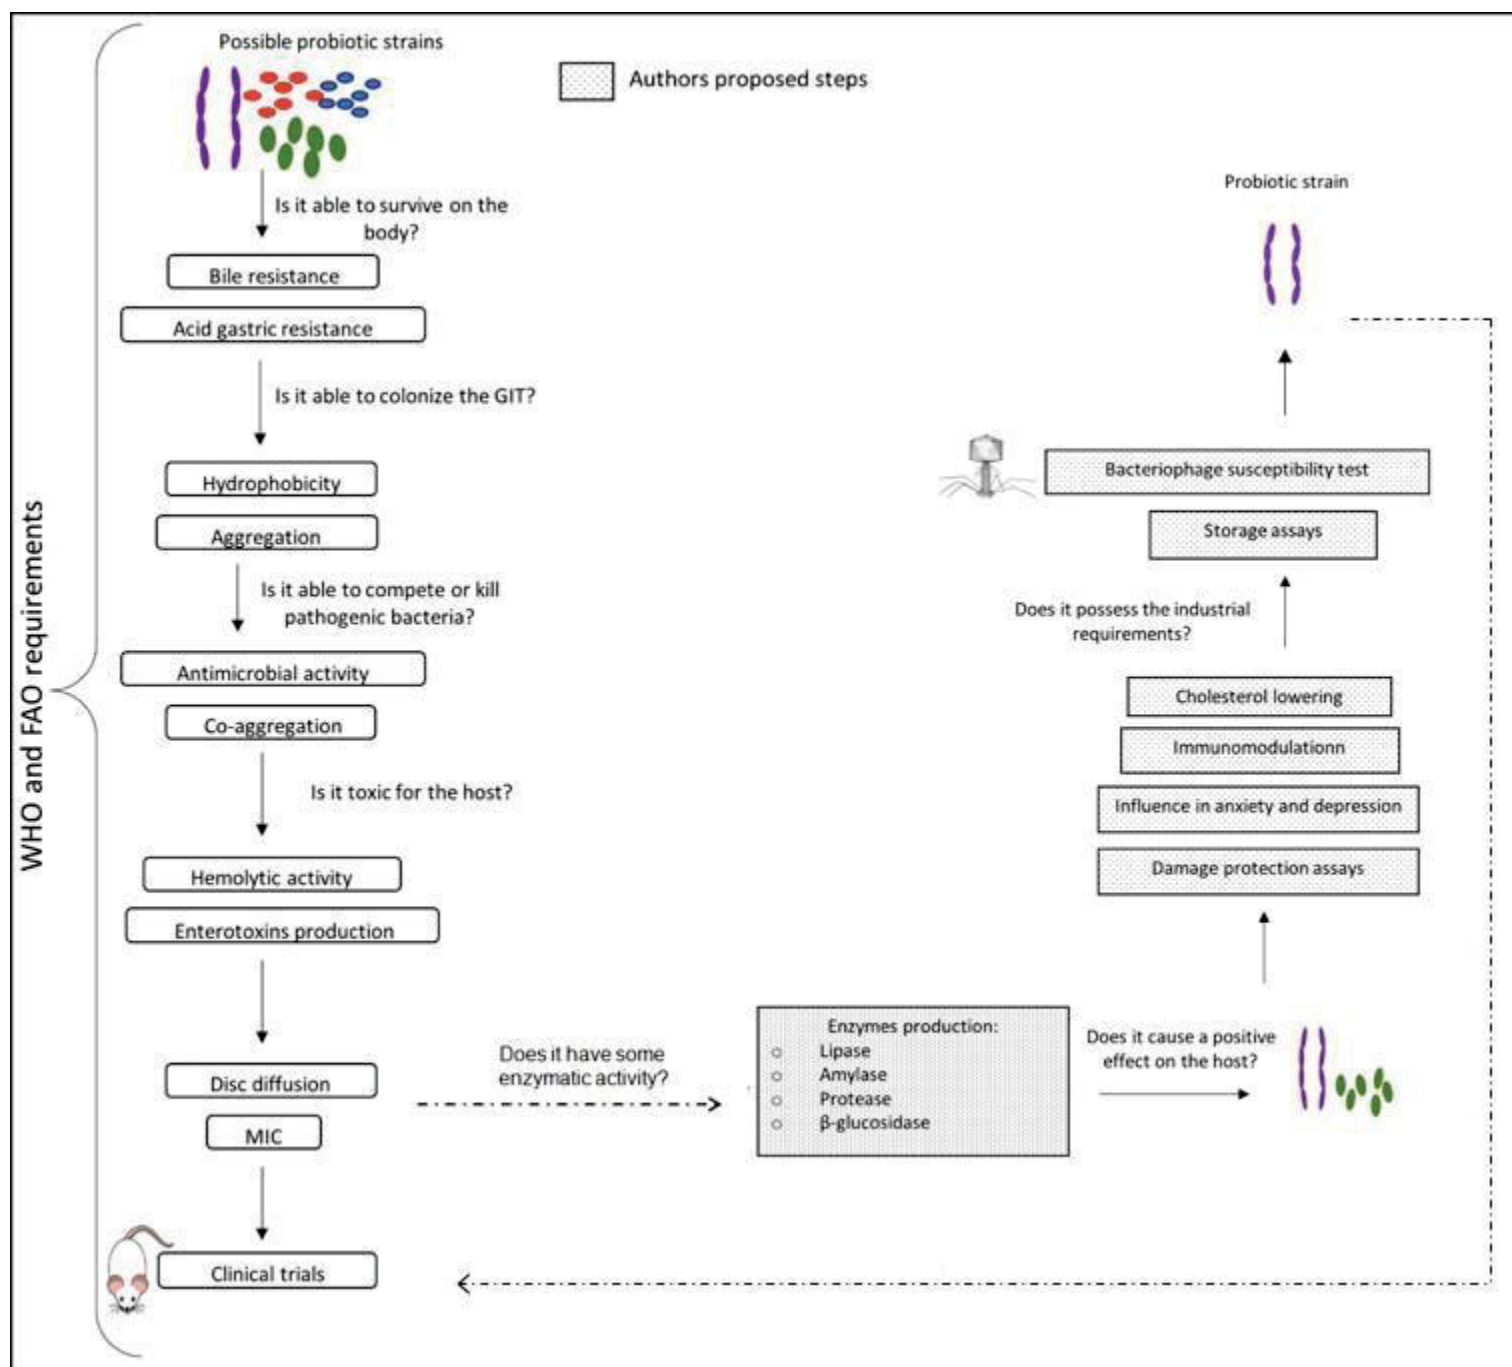 Possible probiotic strains
Authors proposed steps
Is it able to survive on the
body?
Bile resistance
Acid gastric resistance
Is it able to colonize the GIT?
Hydrophobicity
Aggregation
Is it able to compete or kill
pathogenic bacteria?
Antimicrobial activity
Co-aggregation
Is it toxic for the host?
Hemolytic activity
Enterotoxins production
Disc diffusion
MIC
Clinical trials
WHO and FAO requirements
Does it have some
enzymatic activity?
Enzymes production:
o Lipase
o Amylase
o Protease
o β-glucosidase
Does it cause a positive
effect on the host?
Damage protection assays
Influence in anxiety and depression
Immunomodulationn
Cholesterol lowering
Does it possess the industrial
requirements?
Storage assays
Bacteriophage susceptibility test
Probiotic strain